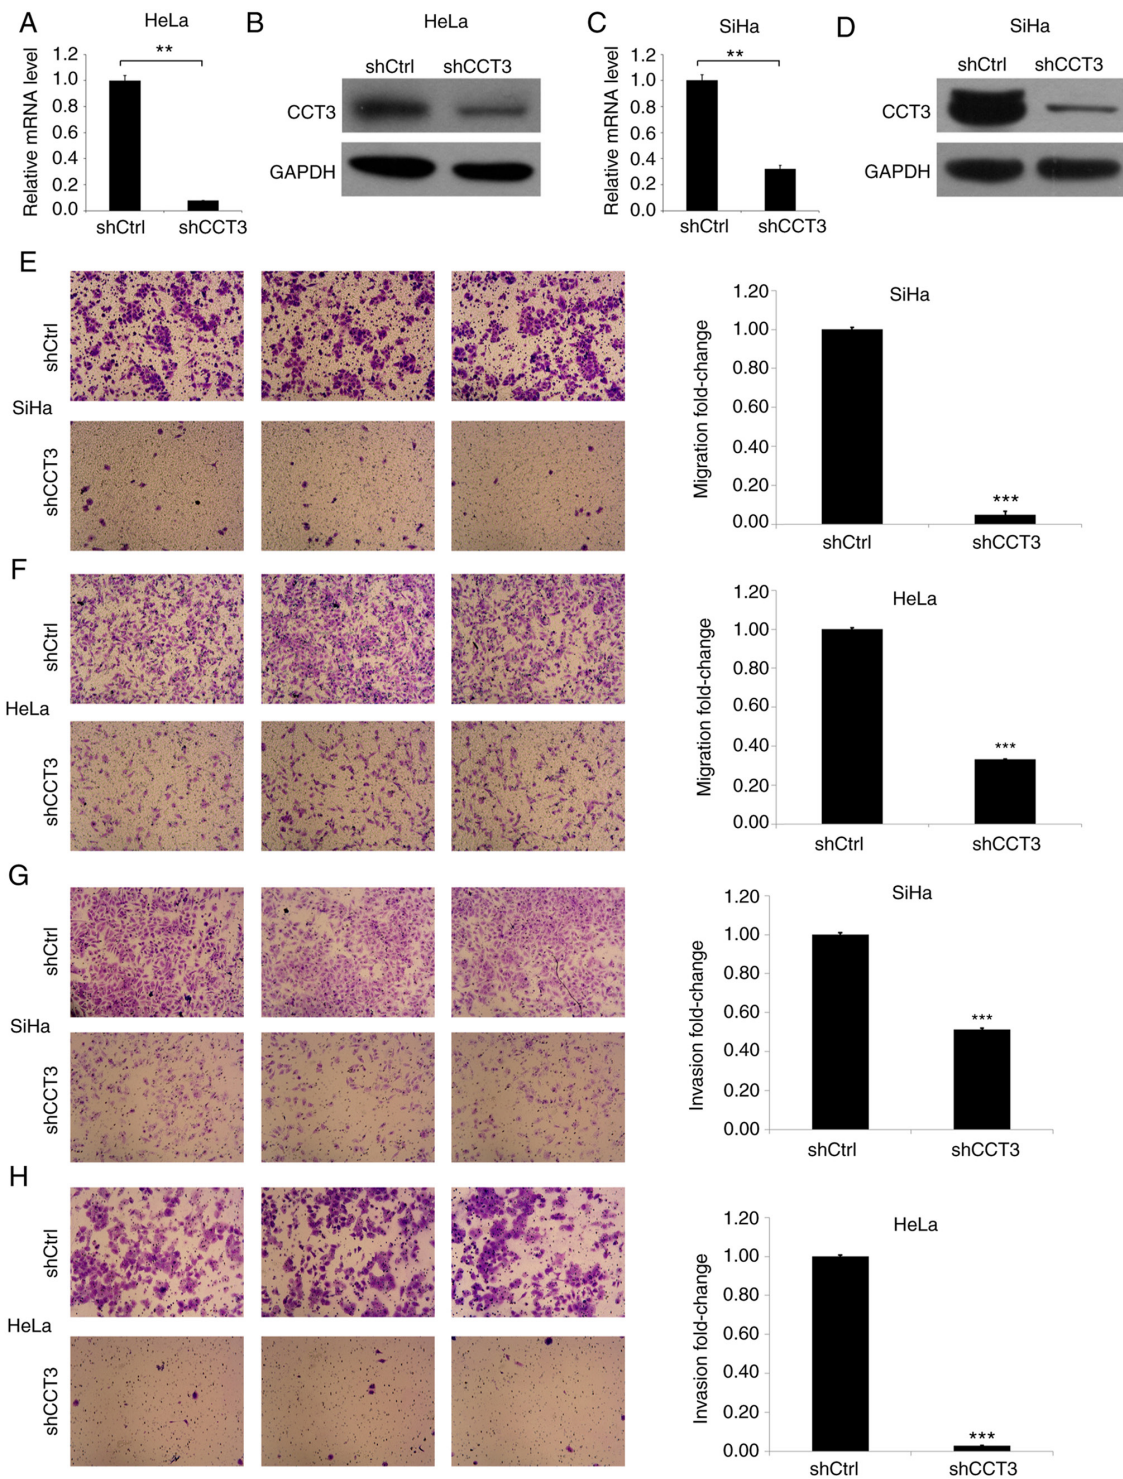 A
HeLa
Relative mRNA level
1.2
1.0
0.8
0.6
0.4
0.2
0.0
**
shCtrl
shCCT3
B
HeLa
shCtrl shCCT3
CCT3
GAPDH
C
SiHa
Relative mRNA level
1.2
1.0
0.8
0.6
0.4
0.2
0.0
**
shCtrl
shCCT3
D
SiHa
shCtrl shCCT3
CCT3
GAPDH
E
SiHa
shCtrl
shCCT3
SiHa
Migration fold-change
1.20
1.00
0.80
0.60
0.40
0.20
0.00
***
shCtrl
shCCT3
F
HeLa
shCtrl
shCCT3
HeLa
Migration fold-change
1.20
1.00
0.80
0.60
0.40
0.20
0.00
***
shCtrl
shCCT3
G
SiHa
shCtrl
shCCT3
SiHa
Invasion fold-change
1.20
1.00
0.80
0.60
0.40
0.20
0.00
***
shCtrl
shCCT3
H
HeLa
shCtrl
shCCT3
HeLa
Invasion fold-change
1.20
1.00
0.80
0.60
0.40
0.20
0.00
***
shCtrl
shCCT3